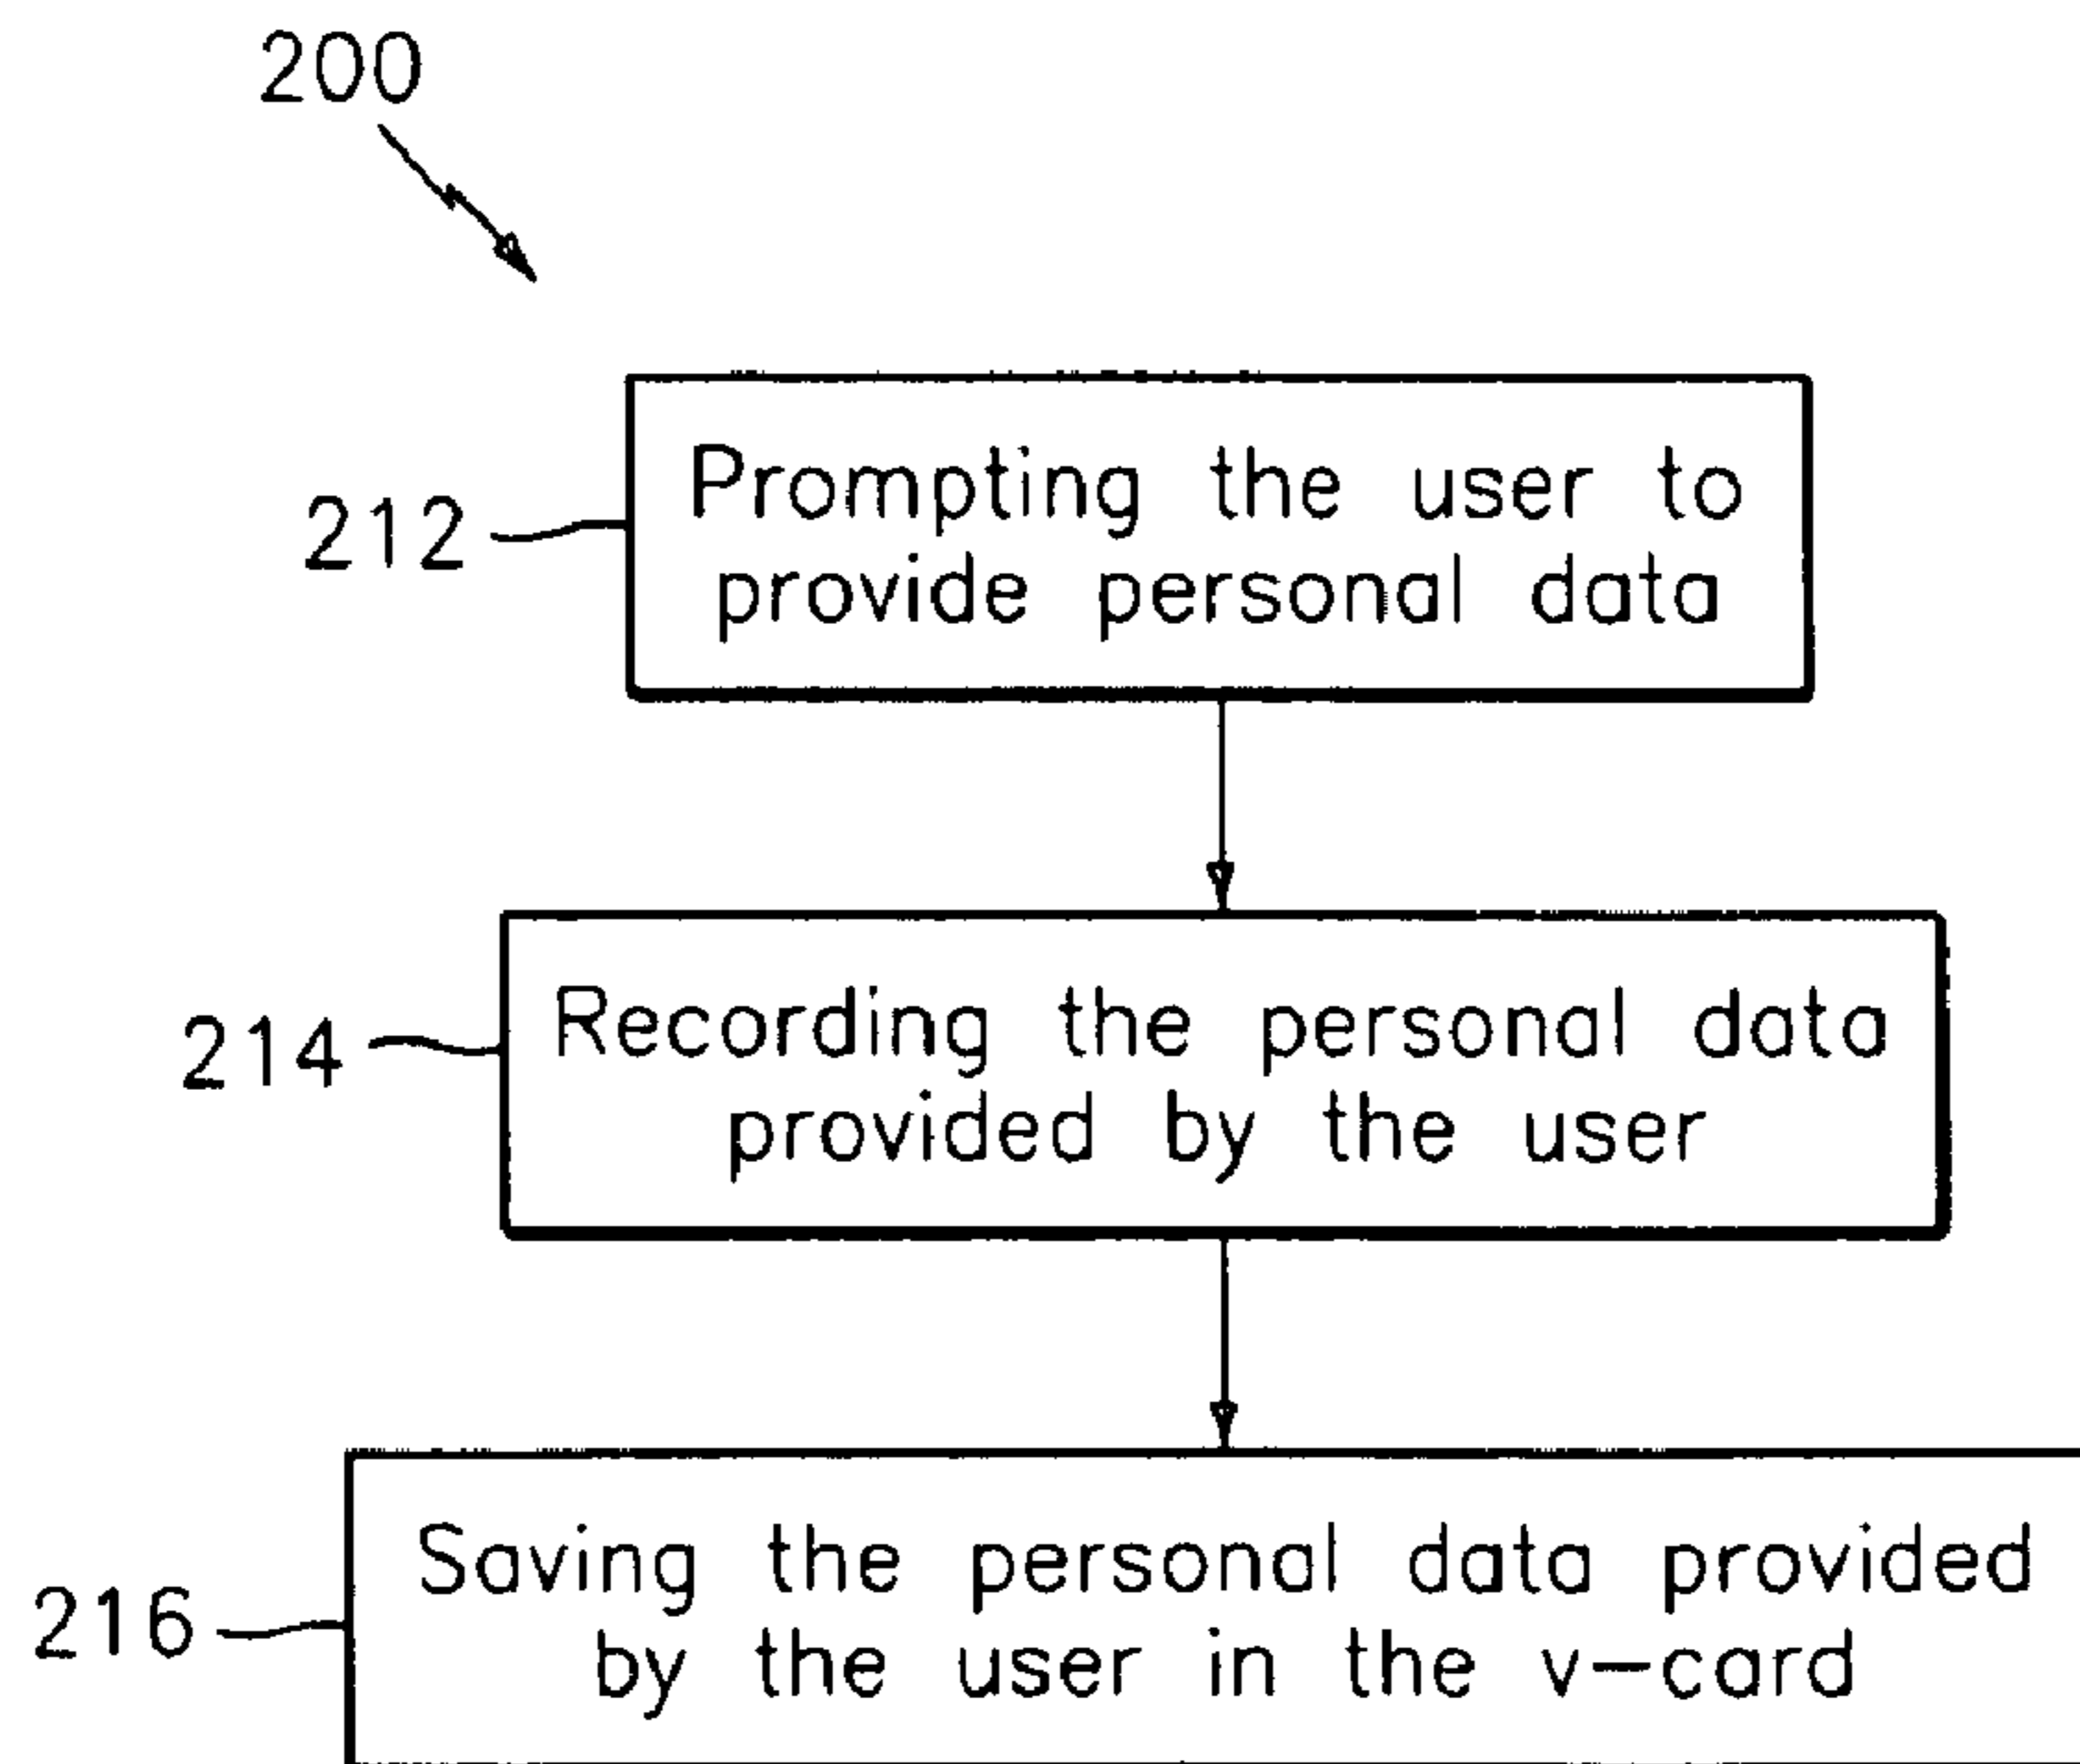 200
212
Prompting the user to
provide personal data
214
Recording the personal data
provided by the user
216
Saving the personal data provided
by the user in the v-card